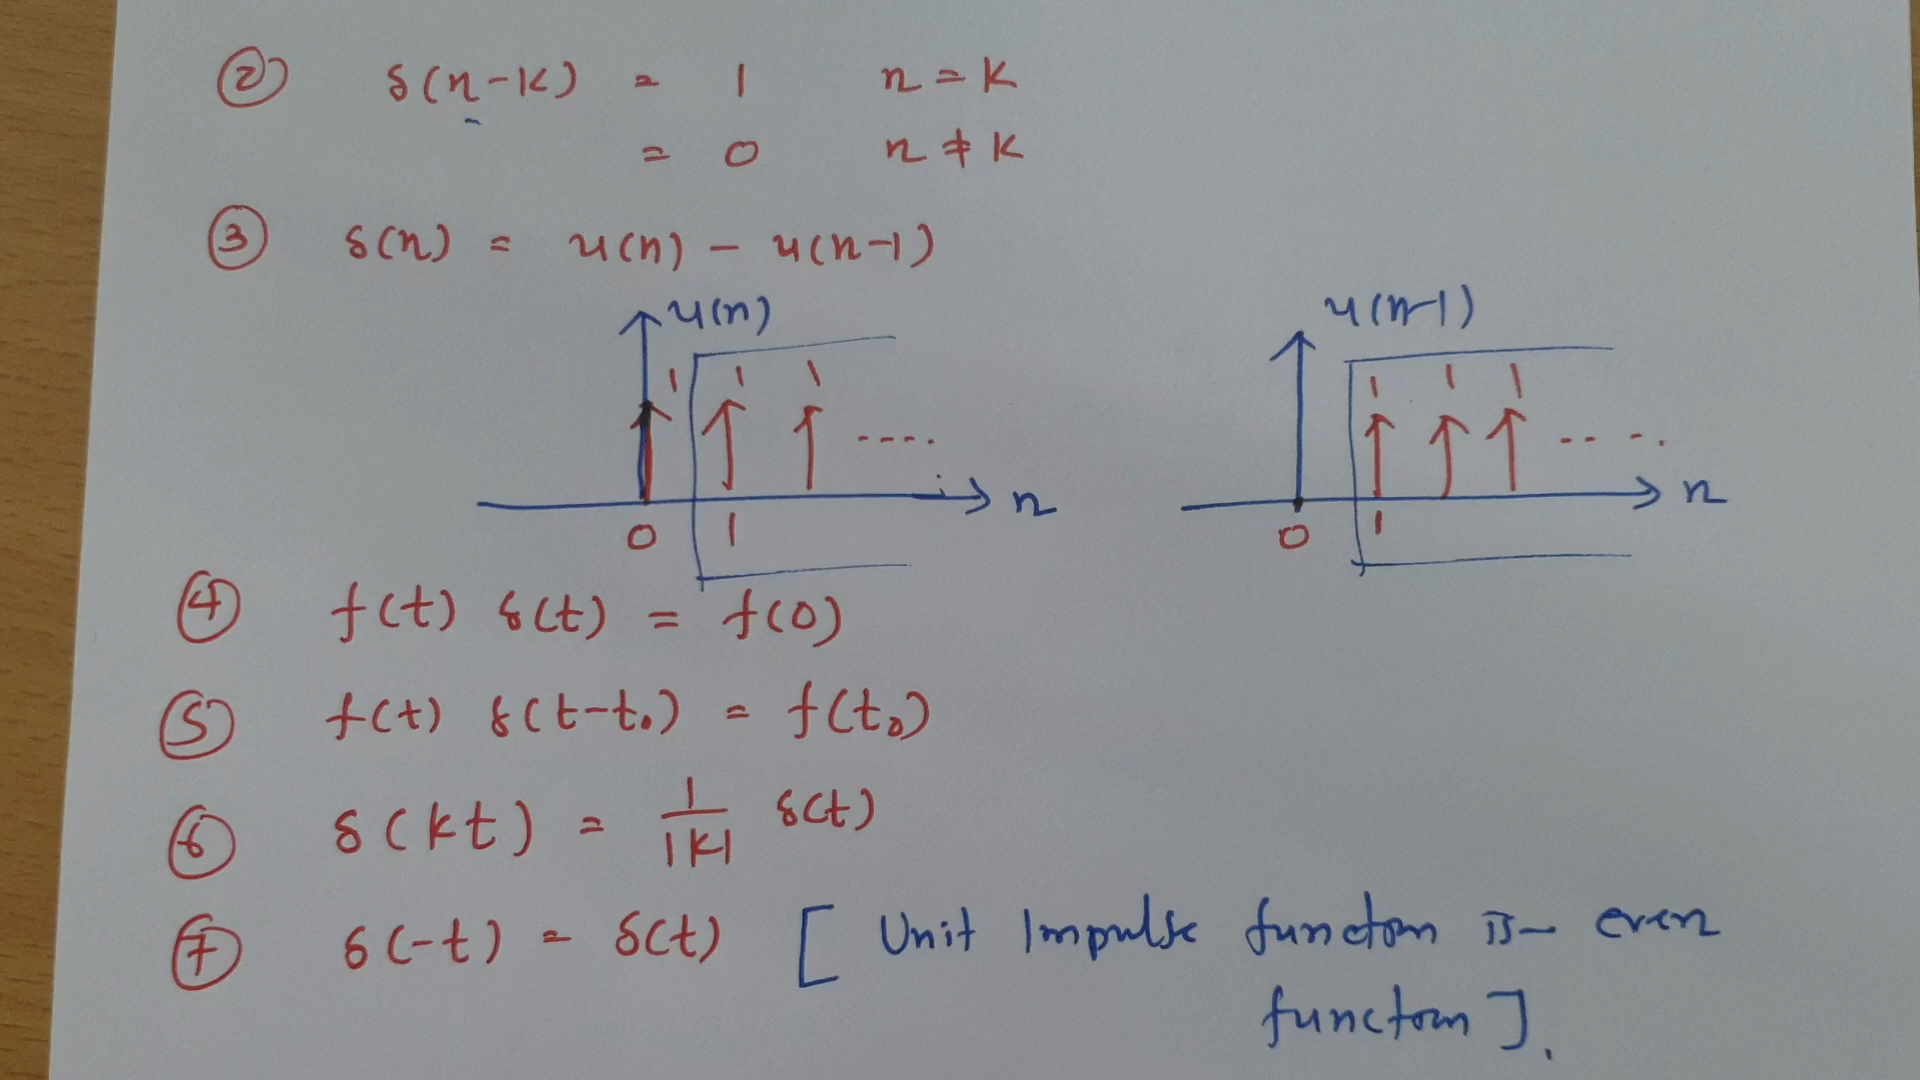 ② δ(n-k) = 1 n = k
= 0 n ≠ k
③ δ(n) = u(n) - u(n-1)
u(n) u(n-1)
1 1 1 ---- 1 1 1 -- -.
n n
0 1 0 1
④ f(t) δ(t) = f(0)
⑤ f(t) δ(t-t₀) = f(t₀)
⑥ δ(kt) = 1/|k| δ(t)
⑦ δ(-t) = δ(t) [ Unit Impulse function is even
function ].